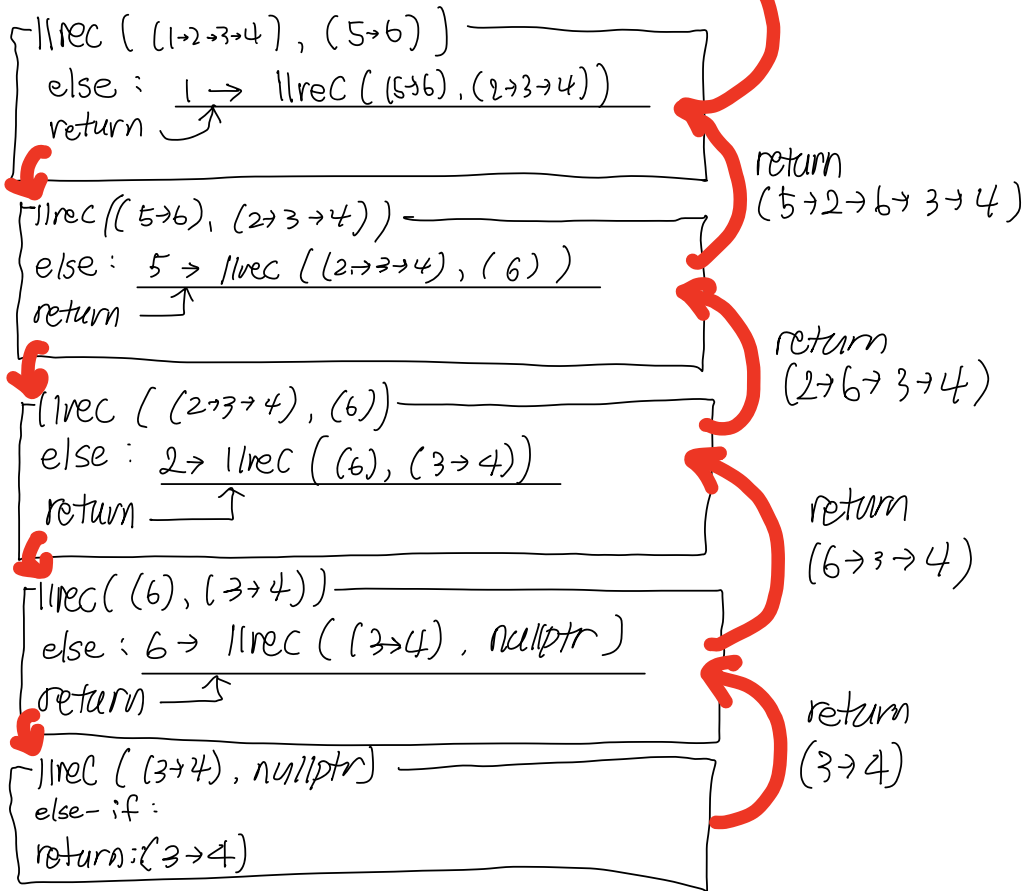 llrec ( (1→2→3→4) , (5→6) )
else : 1 → llrec ( (5→6) , (2→3→4) )
return
return
(5→2→6→3→4)
llrec ((5→6), (2→3→4))
else : 5 → llrec ( (2→3→4) , (6) )
return
return
(2→6→3→4)
llrec ( (2→3→4) , (6))
else : 2→ llrec ( (6) , (3→4))
return
return
(6→3→4)
llrec( (6) , (3→4) )
else : 6→ llrec ( (3→4) , nullptr )
return
return
(3→4)
llrec ( (3→4) , nullptr)
else-if :
return:(3→4)